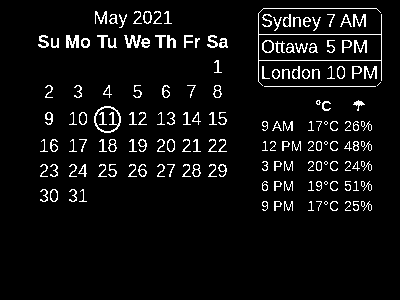 May 2021
Su Mo Tu We Th Fr Sa
1
2 3 4 5 6 7 8
9 10 11 12 13 14 15
16 17 18 19 20 21 22
23 24 25 26 27 28 29
30 31
Sydney 7 AM
Ottawa 5 PM
London 10 PM
°C ☂
9 AM 17°C 26%
12 PM 20°C 48%
3 PM 20°C 24%
6 PM 19°C 51%
9 PM 17°C 25%